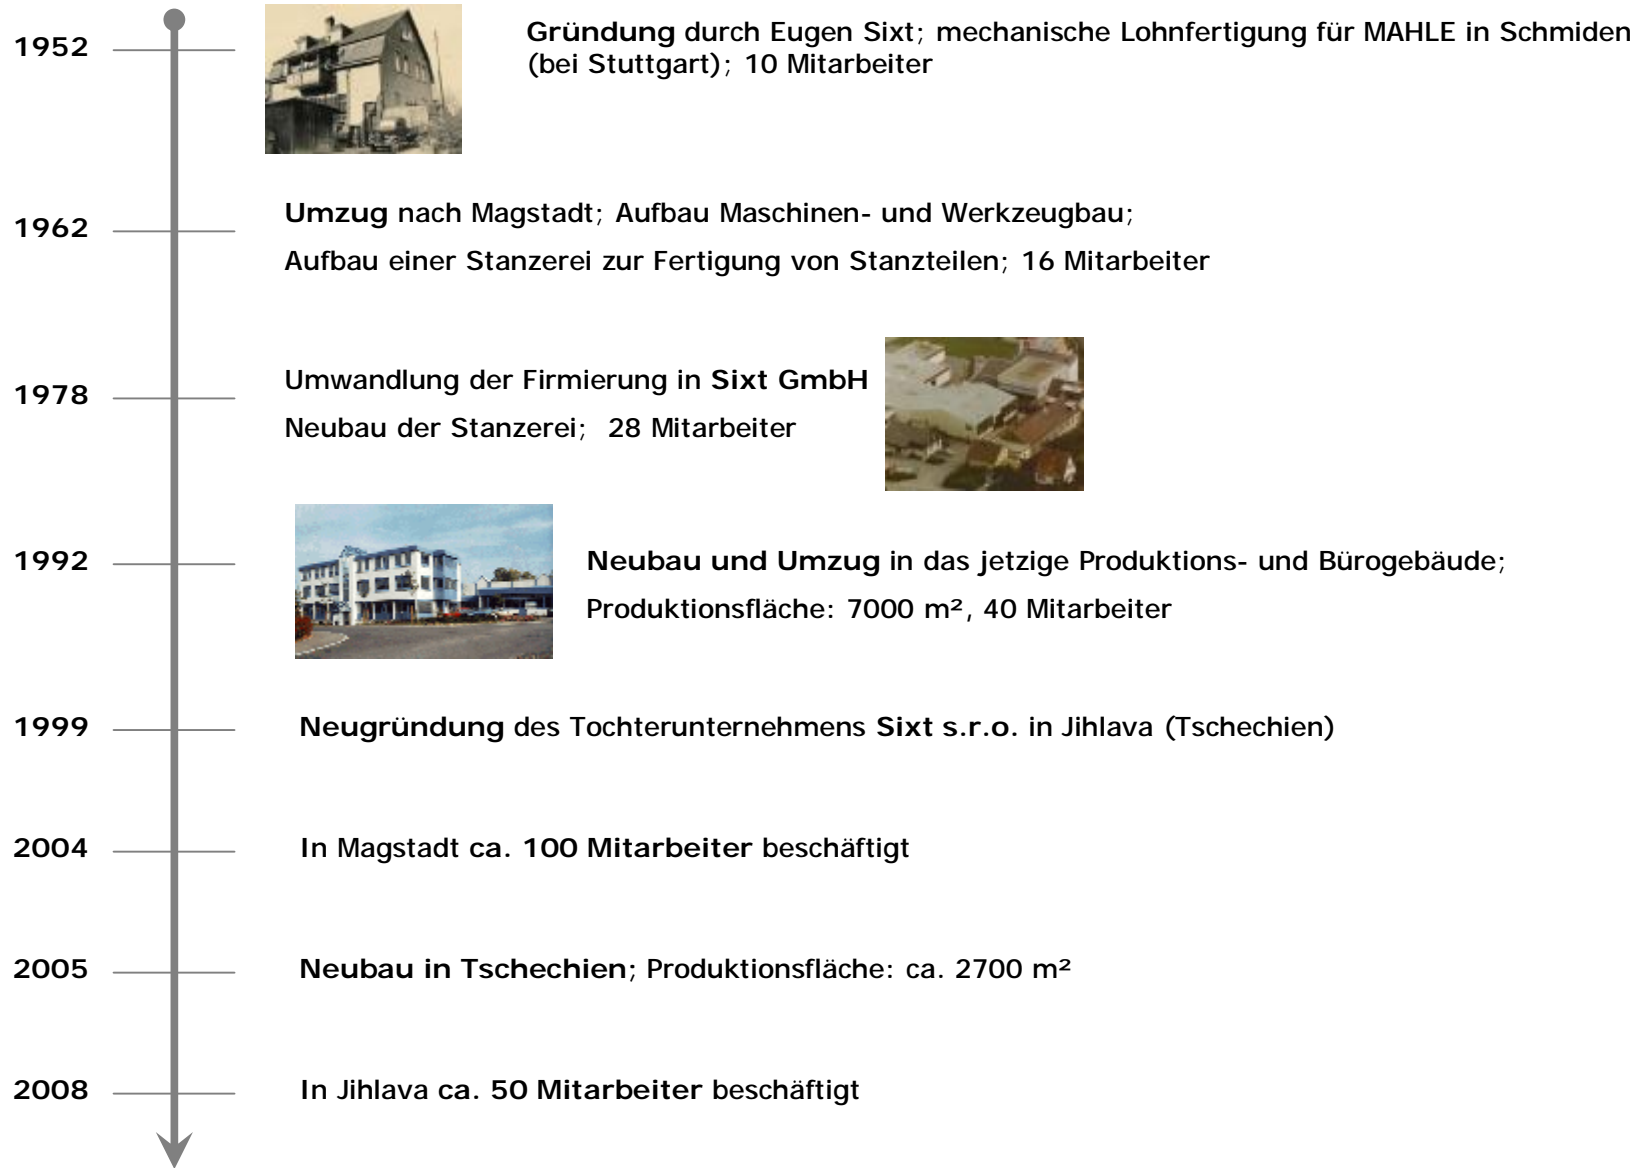 1952
Gründung durch Eugen Sixt; mechanische Lohnfertigung für MAHLE in Schmiden
(bei Stuttgart); 10 Mitarbeiter
1962
Umzug nach Magstadt; Aufbau Maschinen- und Werkzeugbau;
Aufbau einer Stanzerei zur Fertigung von Stanzteilen; 16 Mitarbeiter
1978
Umwandlung der Firmierung in Sixt GmbH
Neubau der Stanzerei; 28 Mitarbeiter
1992
Neubau und Umzug in das jetzige Produktions- und Bürogebäude;
Produktionsfläche: 7000 m², 40 Mitarbeiter
1999
Neugründung des Tochterunternehmens Sixt s.r.o. in Jihlava (Tschechien)
2004
In Magstadt ca. 100 Mitarbeiter beschäftigt
2005
Neubau in Tschechien; Produktionsfläche: ca. 2700 m²
2008
In Jihlava ca. 50 Mitarbeiter beschäftigt